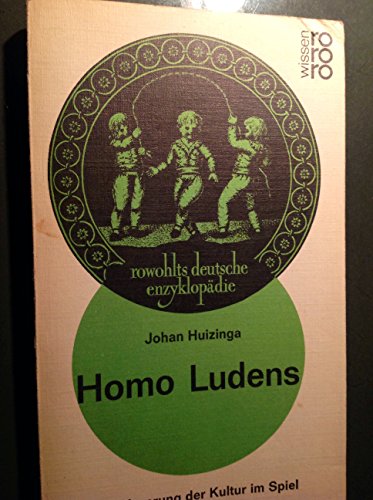 wissen
rororo
rowohlts deutsche
enzyklopädie
Johan Huizinga
Homo Ludens
der Kultur im Spiel